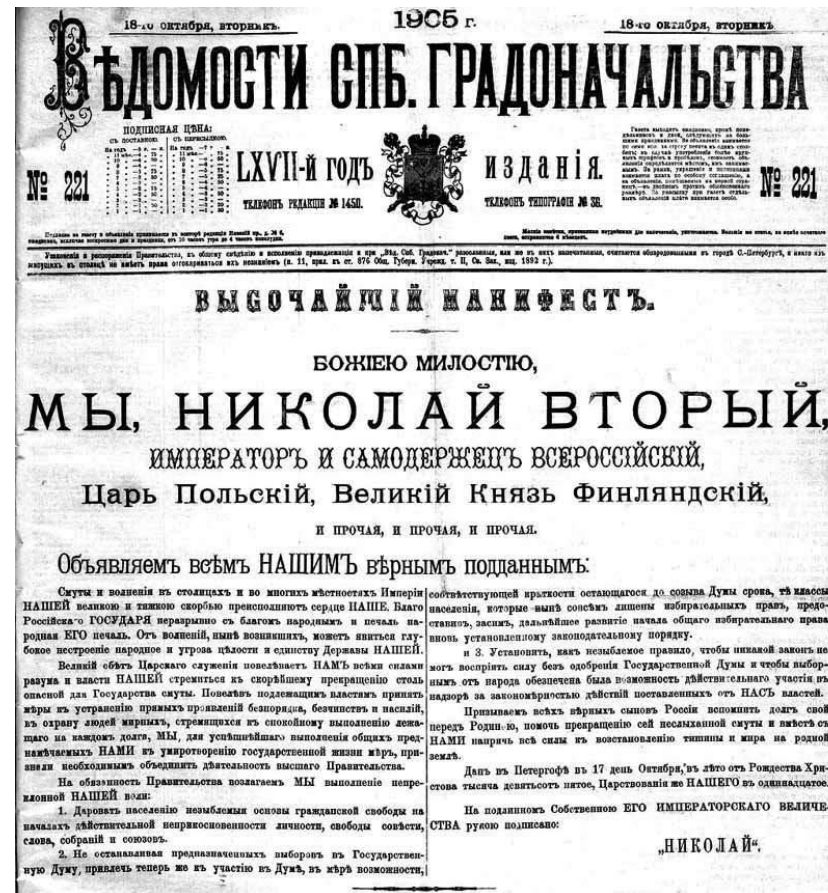 18-го октября, вторникъ.
1905 г.
18-го октября, вторникъ
ВѢДОМОСТИ СПБ. ГРАДОНАЧАЛЬСТВА
ПОДПИСНАЯ ЦѢНА:
№ 221
LXVII-й годъ
изданія.
№ 221
Телефонъ Редакціи № 1450.
Телефонъ Типографіи № 36.
ВЫСОЧАЙШІЙ МАНИФЕСТЪ.
БОЖІЕЮ МИЛОСТІЮ,
МЫ, НИКОЛАЙ ВТОРЫЙ,
ИМПЕРАТОРЪ И САМОДЕРЖЕЦЪ ВСЕРОССІЙСКІЙ,
Царь Польскій, Великій Князь Финляндскій,
и прочая, и прочая, и прочая.
Объявляемъ всѣмъ НАШИМЪ вѣрнымъ подданнымъ:
Смуты и волненія въ столицахъ и во многихъ мѣстностяхъ Имперіи
НАШЕЙ великою и тяжкою скорбью преисполняютъ сердце НАШЕ. Благо
Россійскаго ГОСУДАРЯ неразрывно съ благомъ народнымъ и печаль на-
родная ЕГО печаль. Отъ волненій, нынѣ возникшихъ, можетъ явиться глу-
бокое нестроеніе народное и угроза цѣлости и единству Державы НАШЕЙ.
Великій обѣтъ Царскаго служенія повелѣваетъ НАМЪ всѣми силами
разума и власти НАШЕЙ стремиться къ скорѣйшему прекращенію столь
опасной для Государства смуты. Повелѣвъ подлежащимъ властямъ принять
мѣры къ устраненію прямыхъ проявленій безпорядка, безчинствъ и насилій,
въ охрану людей мирныхъ, стремящихся къ спокойному выполненію лежа-
щаго на каждомъ долга, МЫ, для успѣшнѣйшаго выполненія общихъ пред-
намѣчаемыхъ НАМИ къ умиротворенію государственной жизни мѣръ, при-
знали необходимымъ объединить дѣятельность высшаго Правительства.
На обязанность Правительства возлагаемъ МЫ выполненіе непре-
клонной НАШЕЙ воли:
1. Даровать населенію незыблемыя основы гражданской свободы на
началахъ дѣйствительной неприкосновенности личности, свободы совѣсти,
слова, собраній и союзовъ.
2. Не останавливая предназначенныхъ выборовъ въ Государствен-
ную Думу, привлечь теперь же къ участію въ Думѣ, въ мѣрѣ возможности,
соотвѣтствующей краткости остающагося до созыва Думы срока, тѣ классы
населенія, которые нынѣ совсѣмъ лишены избирательныхъ правъ, предо-
ставивъ, засимъ, дальнѣйшее развитіе начала общаго избирательнаго права
вновь установленному законодательному порядку.
и 3. Установить, какъ незыблемое правило, чтобы никакой законъ не
могъ воспріять силу безъ одобренія Государственной Думы и чтобы выбор-
нымъ отъ народа обезпечена была возможность дѣйствительнаго участія въ
надзорѣ за закономѣрностью дѣйствій поставленныхъ отъ НАСЪ властей.
Призываемъ всѣхъ вѣрныхъ сыновъ Россіи вспомнить долгъ свой
передъ Родиною, помочь прекращенію сей неслыханной смуты и вмѣстѣ съ
НАМИ напрячь всѣ силы къ возстановленію тишины и мира на родной
землѣ.
Данъ въ Петергофѣ въ 17 день Октября, въ лѣто отъ Рождества Хри-
стова тысяча девятьсотъ пятое, Царствованія же НАШЕГО въ одиннадцатое.
На подлинномъ Собственною ЕГО ИМПЕРАТОРСКАГО ВЕЛИЧЕ-
СТВА рукою подписано:
„НИКОЛАЙ“.